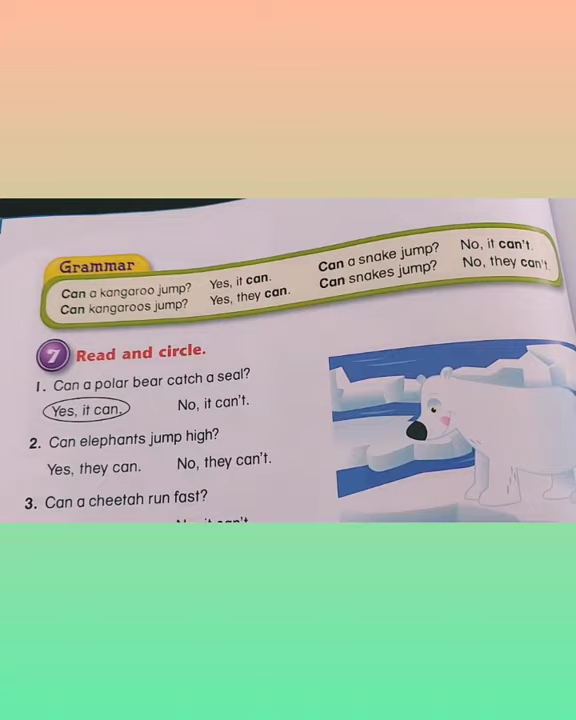 Grammar
Can a kangaroo jump? Yes, it can. Can a snake jump? No, it can't.
Can kangaroos jump? Yes, they can. Can snakes jump? No, they can't.
7 Read and circle.
1. Can a polar bear catch a seal?
Yes, it can. No, it can't.
2. Can elephants jump high?
Yes, they can. No, they can't.
3. Can a cheetah run fast?
No, it can't